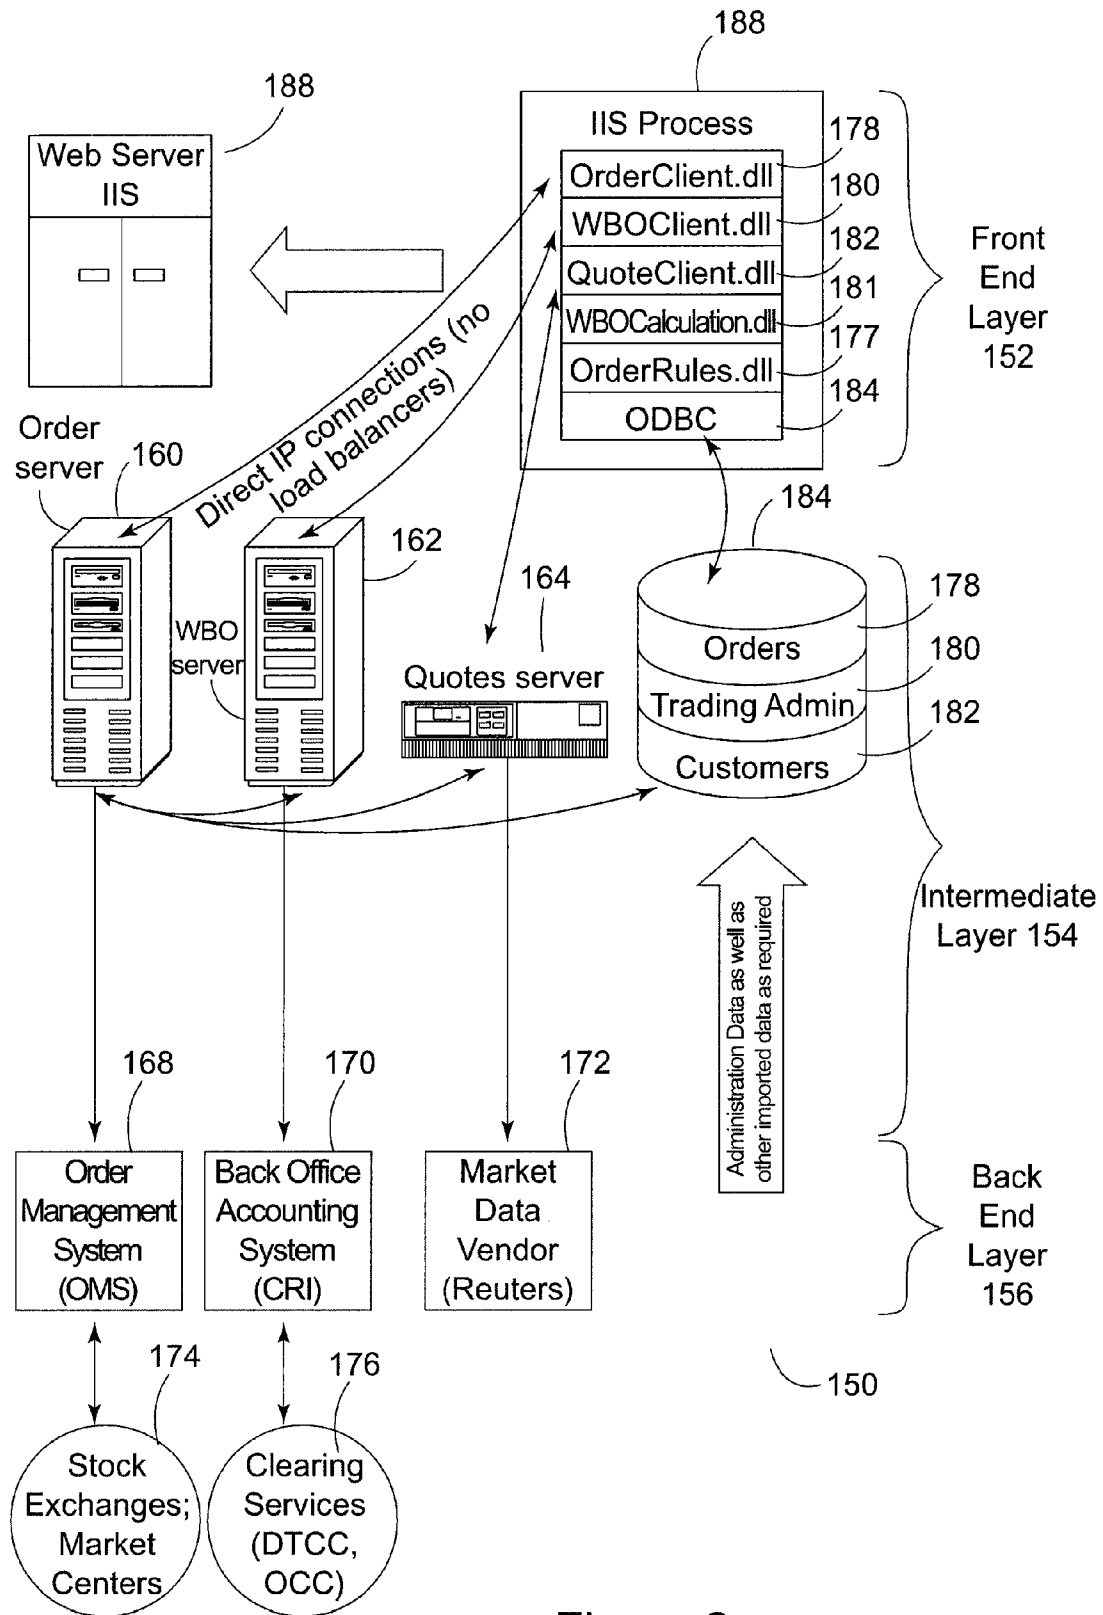 188
188
Web Server
IIS
IIS Process
OrderClient.dll
178
WBOClient.dll
180
QuoteClient.dll
182
WBOCalculation.dll
181
OrderRules.dll
177
ODBC
184
Front
End
Layer
152
Direct IP connections (no
load balancers)
Order
server
160
162
WBO
server
164
Quotes server
184
Orders
178
Trading Admin
180
Customers
182
Intermediate
Layer 154
Administration Data as well as
other imported data as required
168
Order
Management
System
(OMS)
170
Back Office
Accounting
System
(CRI)
172
Market
Data
Vendor
(Reuters)
Back
End
Layer
156
174
Stock
Exchanges;
Market
Centers
176
Clearing
Services
(DTCC,
OCC)
150